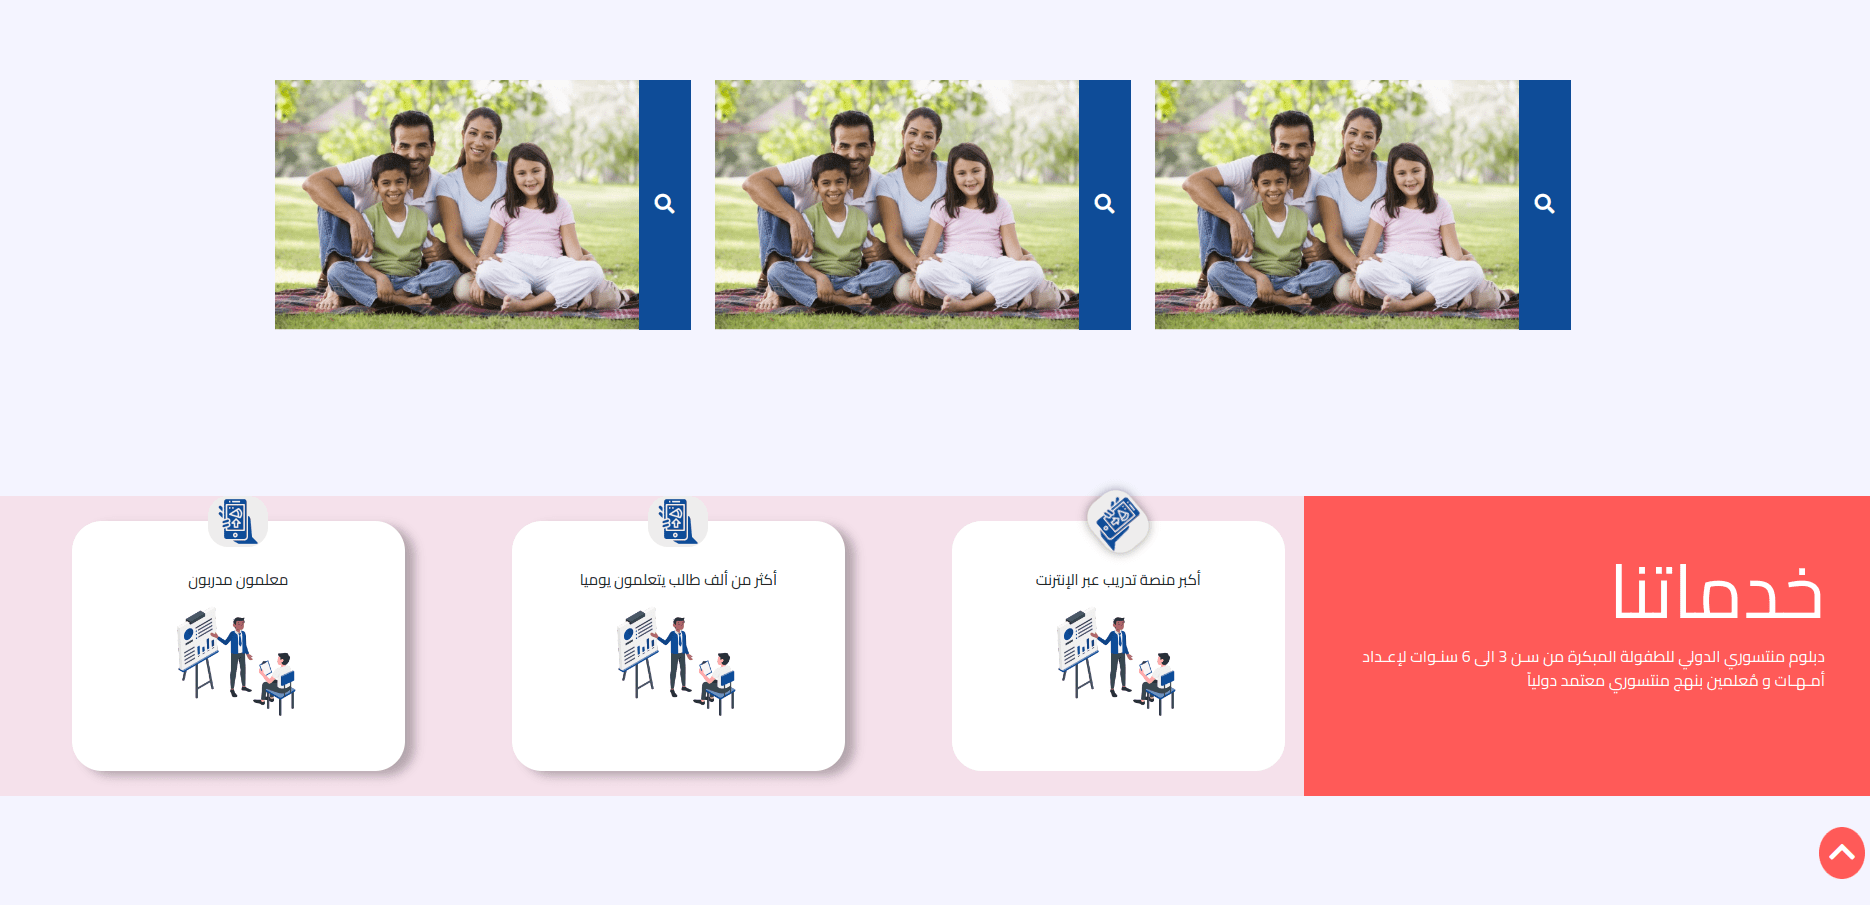 خدماتنا
دبلوم منتسوري الدولي للطفولة المبكرة من سـن 3 الى 6 سنـوات لإعـداد
أمـهـات و مُعلمين بنهج منتسوري معتمد دولياً
أكبر منصة تدريب عبر الإنترنت
أكثر من ألف طالب يتعلمون يوميا
معلمون مدربون